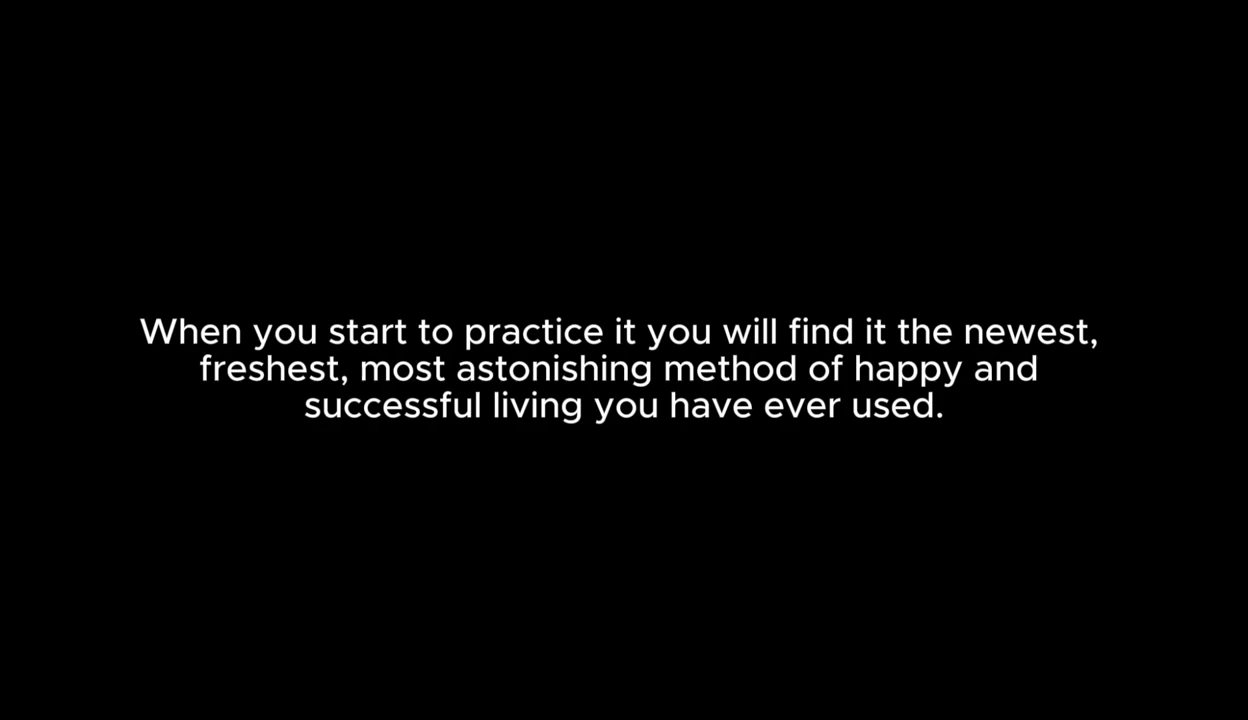 When you start to practice it you will find it the newest,
freshest, most astonishing method of happy and
successful living you have ever used.